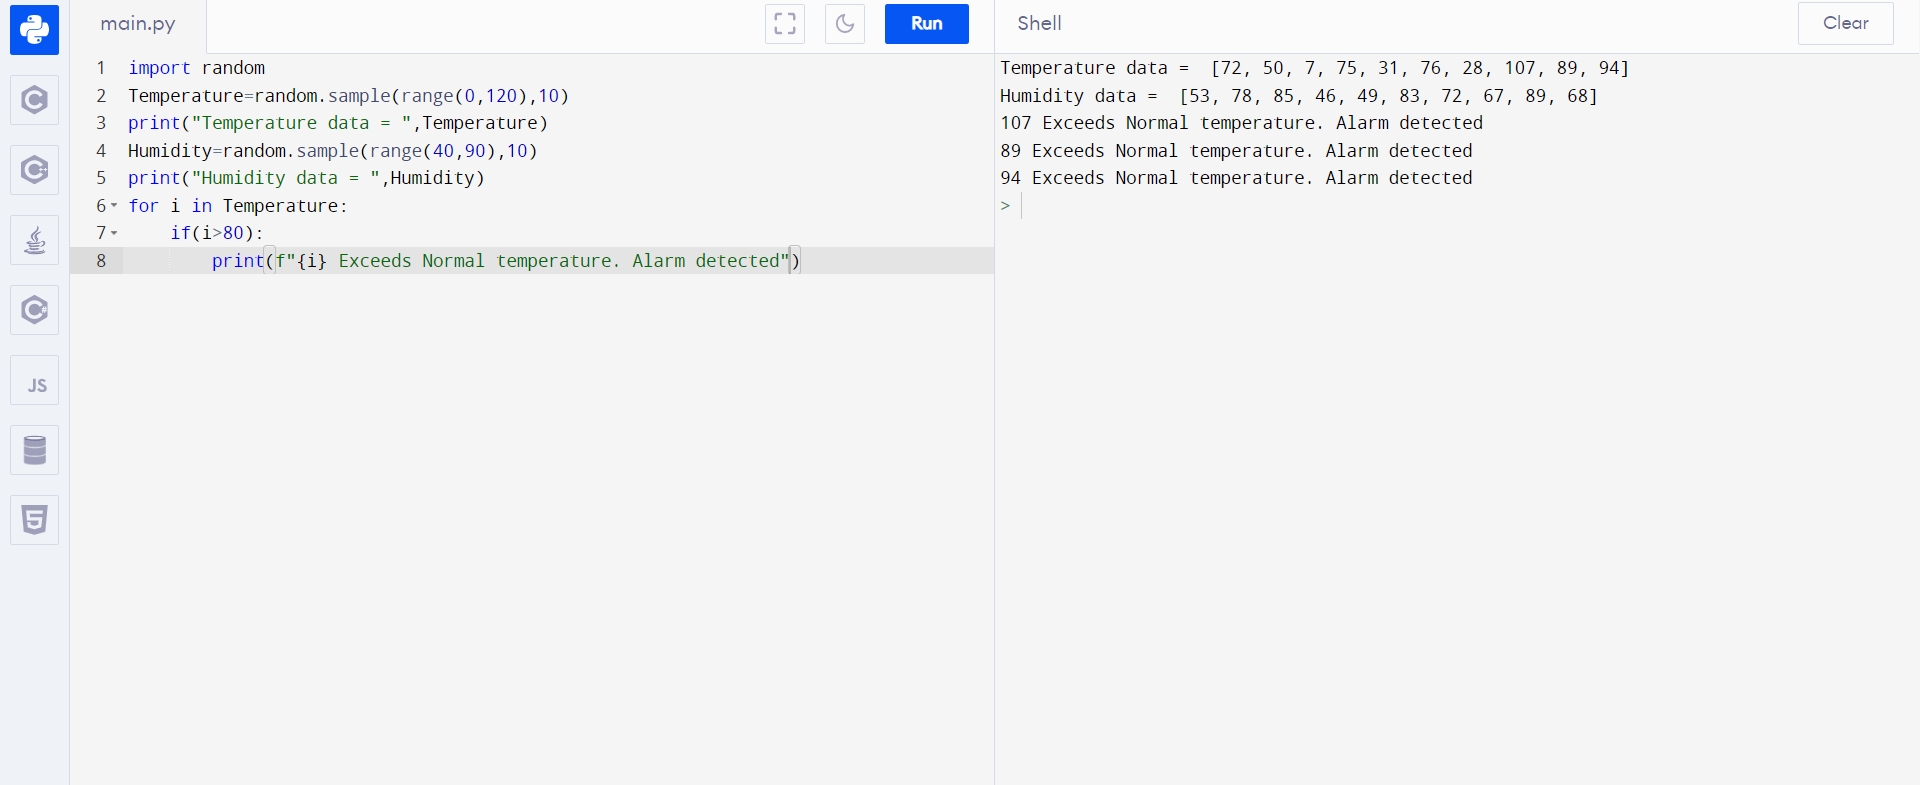 main.py
Run
Shell
Clear
1 import random
2 Temperature=random.sample(range(0,120),10)
3 print("Temperature data = ",Temperature)
4 Humidity=random.sample(range(40,90),10)
5 print("Humidity data = ",Humidity)
6 for i in Temperature:
7     if(i>80):
8         print(f"{i} Exceeds Normal temperature. Alarm detected")
Temperature data =  [72, 50, 7, 75, 31, 76, 28, 107, 89, 94]
Humidity data =  [53, 78, 85, 46, 49, 83, 72, 67, 89, 68]
107 Exceeds Normal temperature. Alarm detected
89 Exceeds Normal temperature. Alarm detected
94 Exceeds Normal temperature. Alarm detected
>
C
C++
C#
JS
5